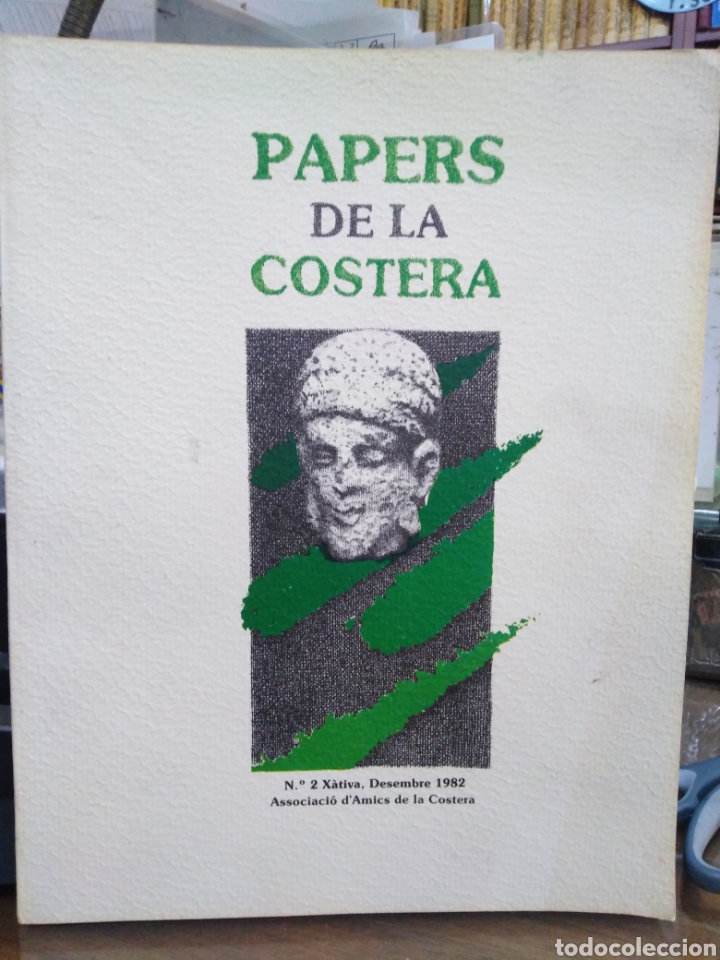 PAPERS
DE LA
COSTERA
N.º 2 Xàtiva, Desembre 1982
Associació d'Amics de la Costera
todocoleccion